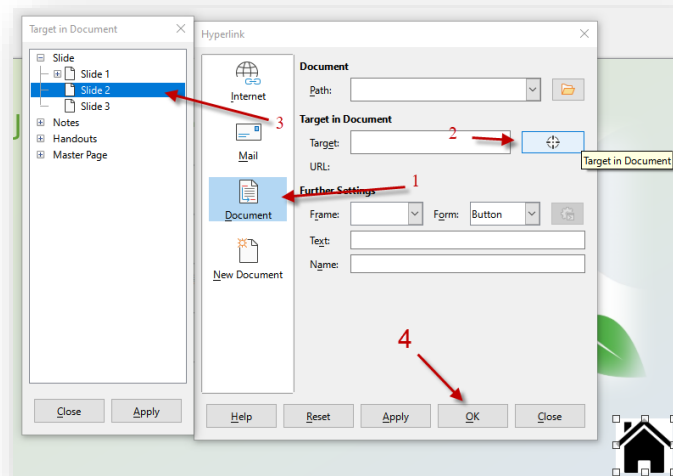 Target in Document
Slide
Slide 1
Slide 2
Slide 3
Notes
Handouts
Master Page
Close
Apply
3
Hyperlink
Internet
Mail
Document
New Document
Document
Path:
Target in Document
Target:
2
Target in Document
URL:
1
Further Settings
Frame:
Form:
Button
Text:
Name:
4
Help
Reset
Apply
OK
Close